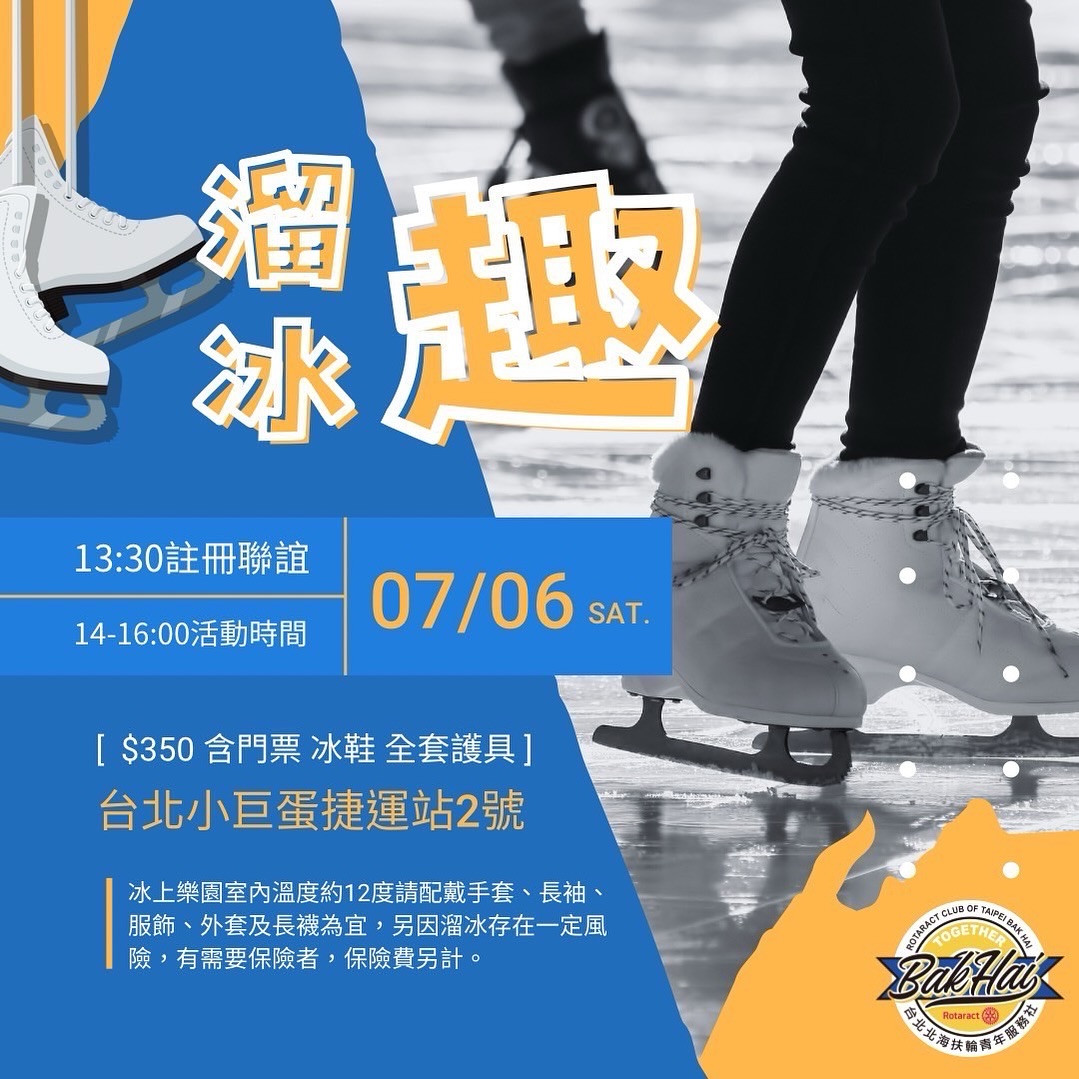 溜冰趣
13:30註冊聯誼
14-16:00活動時間
07/06 SAT.
[ $350 含門票 冰鞋 全套護具 ]
台北小巨蛋捷運站2號
冰上樂園室內溫度約12度請配戴手套、長袖、
服飾、外套及長襪為宜，另因溜冰存在一定風
險，有需要保險者，保險費另計。
ROTARACT CLUB OF TAIPEI BAK HAI
TOGETHER
BakHai
Rotaract
台北北海扶輪青年服務社